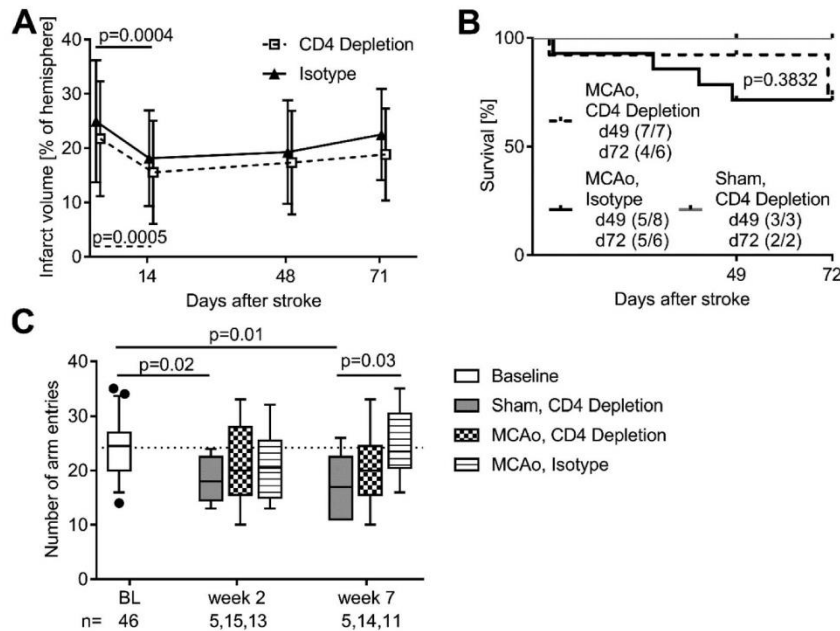 A
p=0.0004
CD4 Depletion
Isotype
Infarct volume [% of hemisphere]
40
30
20
10
0
p=0.0005
14
48
71
Days after stroke
B
Survival [%]
100
50
0
p=0.3832
MCAo,
CD4 Depletion
d49 (7/7)
d72 (4/6)
MCAo,
Isotype
d49 (5/8)
d72 (5/6)
Sham,
CD4 Depletion
d49 (3/3)
d72 (2/2)
49
72
Days after stroke
C
p=0.01
p=0.02
p=0.03
Number of arm entries
40
30
20
10
0
BL
week 2
week 7
n= 46 5,15,13 5,14,11
Baseline
Sham, CD4 Depletion
MCAo, CD4 Depletion
MCAo, Isotype